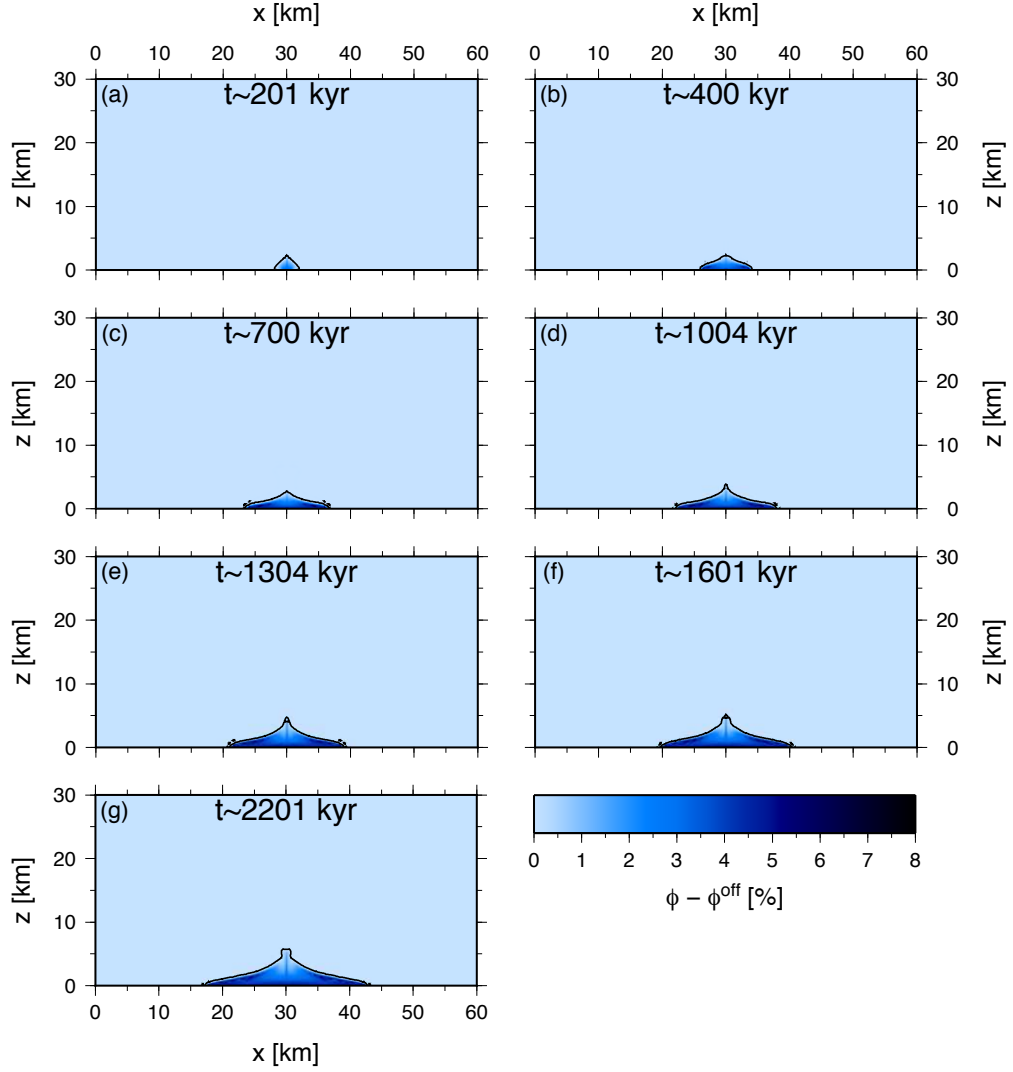 x [km] x [km]
0 10 20 30 40 50 60 0 10 20 30 40 50 60
30 (a) t~201 kyr (b) t~400 kyr 30
z [km] 20 20 z [km]
10 10
0 0
30 (c) t~700 kyr (d) t~1004 kyr 30
z [km] 20 20 z [km]
10 10
0 0
30 (e) t~1304 kyr (f) t~1601 kyr 30
z [km] 20 20 z [km]
10 10
0 0
30 (g) t~2201 kyr
z [km] 20
10
0
0 10 20 30 40 50 60
x [km]
0 1 2 3 4 5 6 7 8
ϕ − ϕ^off [%]